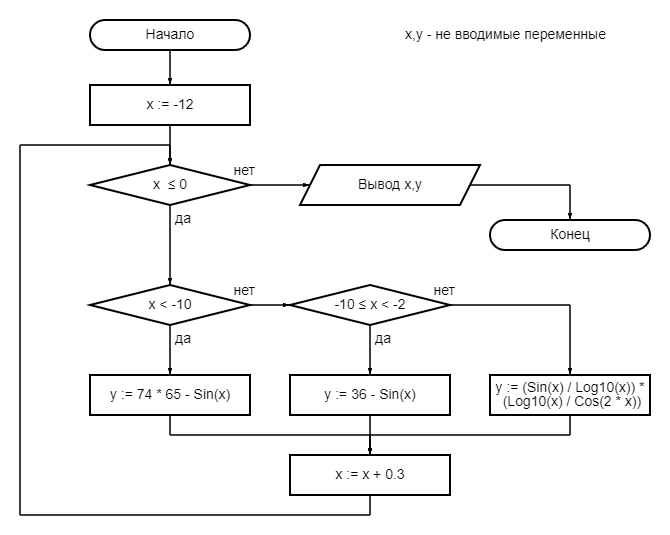 Начало
x,y - не вводимые переменные
x := -12
x ≤ 0
нет
Вывод x,y
да
Конец
x < -10
нет
-10 ≤ x < -2
нет
да
да
y := 74 * 65 - Sin(x)
y := 36 - Sin(x)
y := (Sin(x) / Log10(x)) *
(Log10(x) / Cos(2 * x))
x := x + 0.3